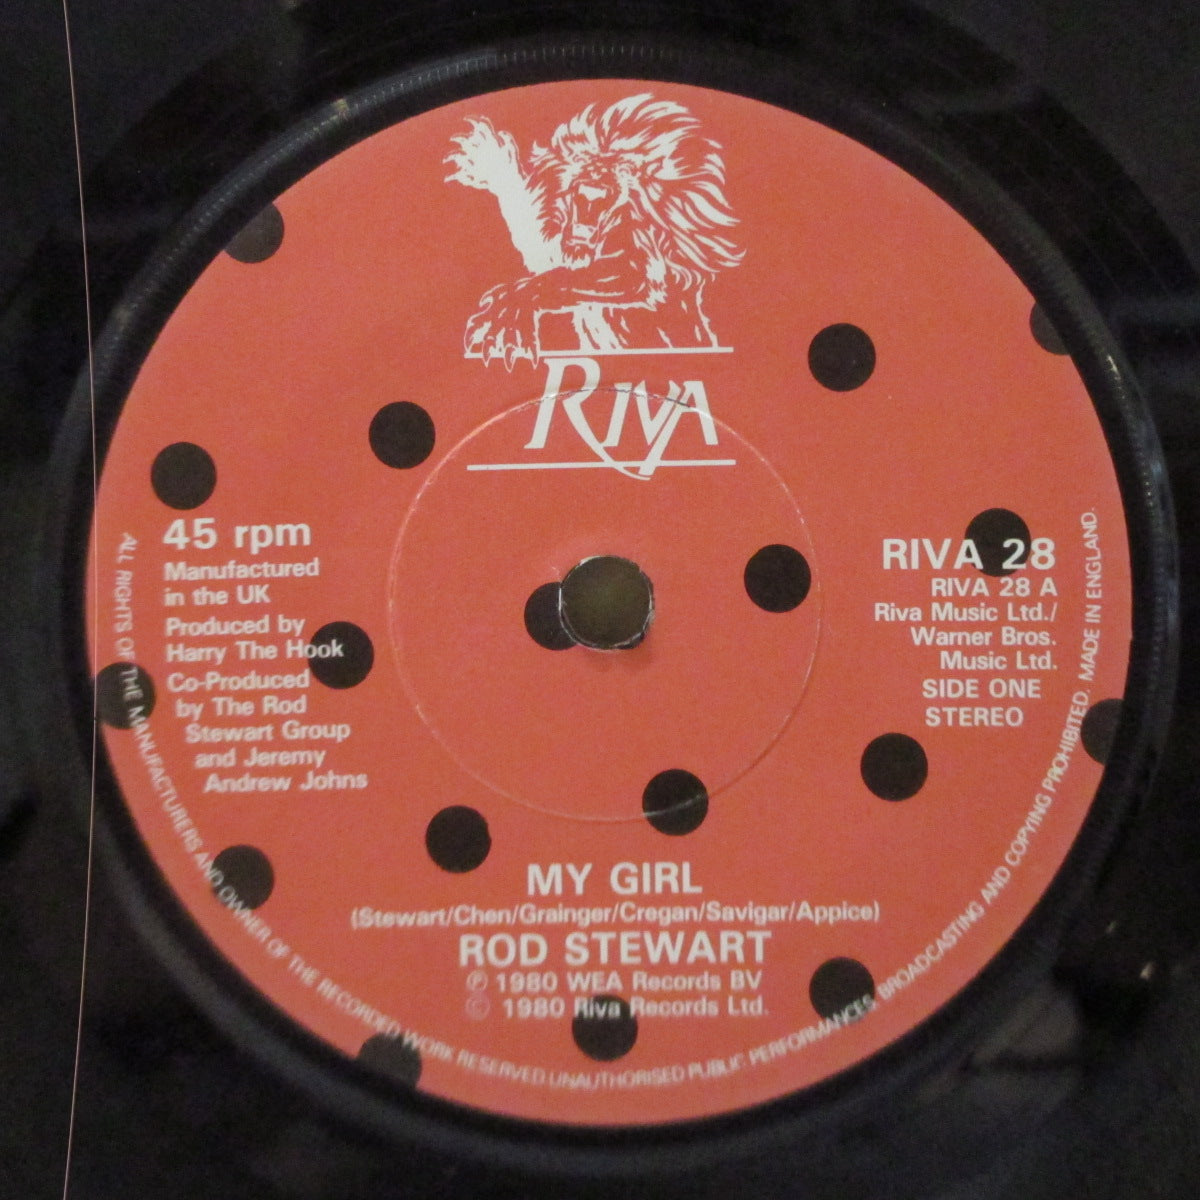 RIVA
45 rpm
Manufactured
in the UK
Produced by
Harry The Hook
Co-Produced
by The Rod
Stewart Group
and Jeremy
Andrew Johns
RIVA 28
RIVA 28 A
Riva Music Ltd./
Warner Bros.
Music Ltd.
SIDE ONE
STEREO
MY GIRL
(Stewart/Chen/Grainger/Cregan/Savigar/Appice)
ROD STEWART
℗ 1980 WEA Records BV
© 1980 Riva Records Ltd.
ALL RIGHTS OF THE MANUFACTURERS AND OWNER OF THE RECORDED WORK RESERVED UNAUTHORISED PUBLIC PERFORMANCES, BROADCASTING AND COPYING PROHIBITED. MADE IN ENGLAND.